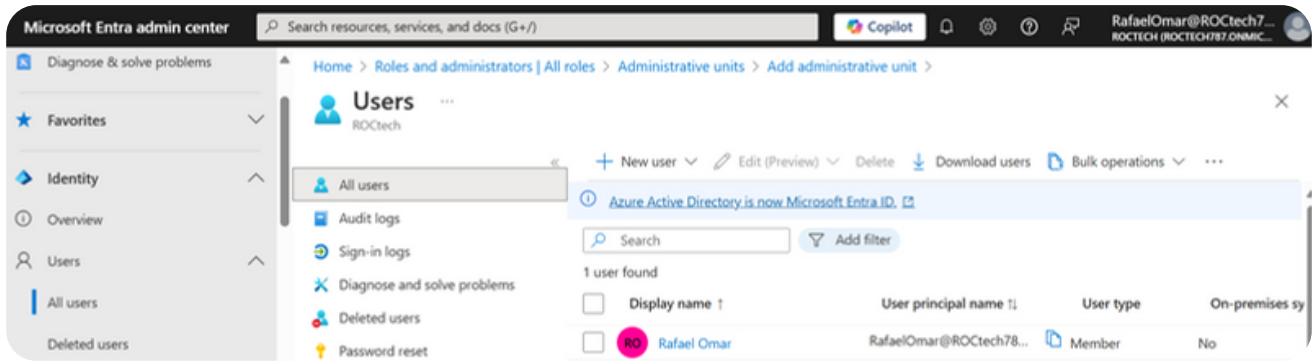 Microsoft Entra admin center
Search resources, services, and docs (G+/)
Copilot
RafaelOmar@ROCtech7...
ROCTECH (ROCTECH787.ONMIC...
Diagnose & solve problems
Favorites
Identity
Overview
Users
All users
Deleted users
Home > Roles and administrators | All roles > Administrative units > Add administrative unit >
Users ...
ROCtech
All users
Audit logs
Sign-in logs
Diagnose and solve problems
Deleted users
Password reset
New user Edit (Preview) Delete Download users Bulk operations ...
Azure Active Directory is now Microsoft Entra ID.
Search
Add filter
1 user found
Display name ↑ User principal name ↑↓ User type On-premises sy
RO Rafael Omar RafaelOmar@ROCtech78... Member No